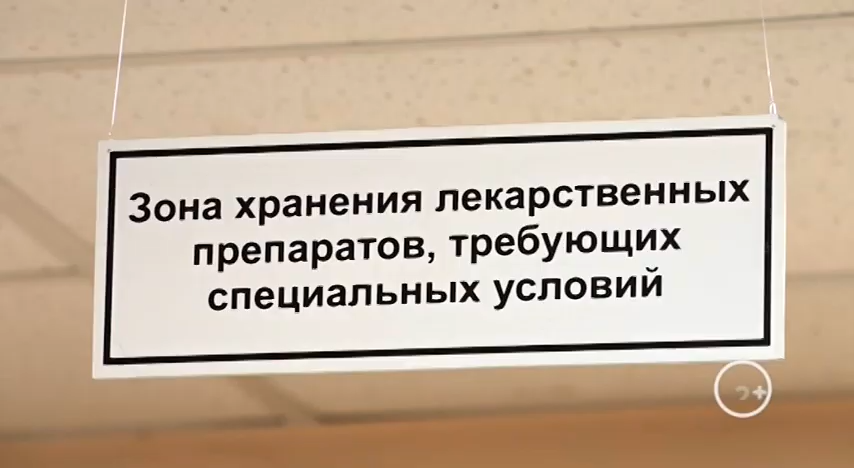 Зона хранения лекарственных
препаратов, требующих
специальных условий